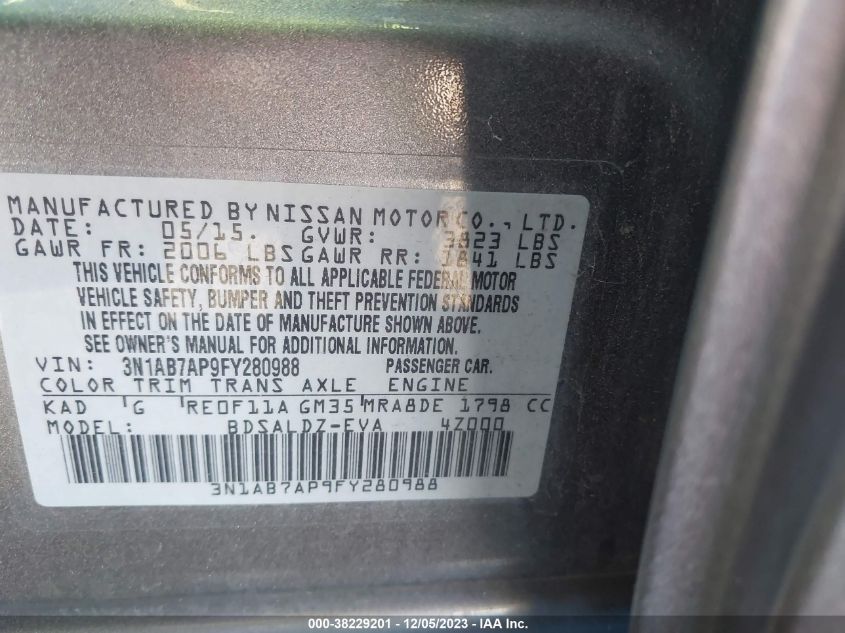 MANUFACTURED BY NISSAN MOTOR CO., LTD.
DATE: 05/15. GVWR: 3823 LBS
GAWR FR: 2006 LBS GAWR RR: 1841 LBS
THIS VEHICLE CONFORMS TO ALL APPLICABLE FEDERAL MOTOR
VEHICLE SAFETY, BUMPER AND THEFT PREVENTION STANDARDS
IN EFFECT ON THE DATE OF MANUFACTURE SHOWN ABOVE.
SEE OWNER'S MANUAL FOR ADDITIONAL INFORMATION.
VIN: 3N1AB7AP9FY280988 PASSENGER CAR.
COLOR TRIM TRANS AXLE ENGINE
KAD G RE0F11A GM35 MRA8DE 1798 CC
MODEL: BDSALDZ-EVA 4Z000
3N1AB7AP9FY280988
000-38229201 - 12/05/2023 - IAA Inc.